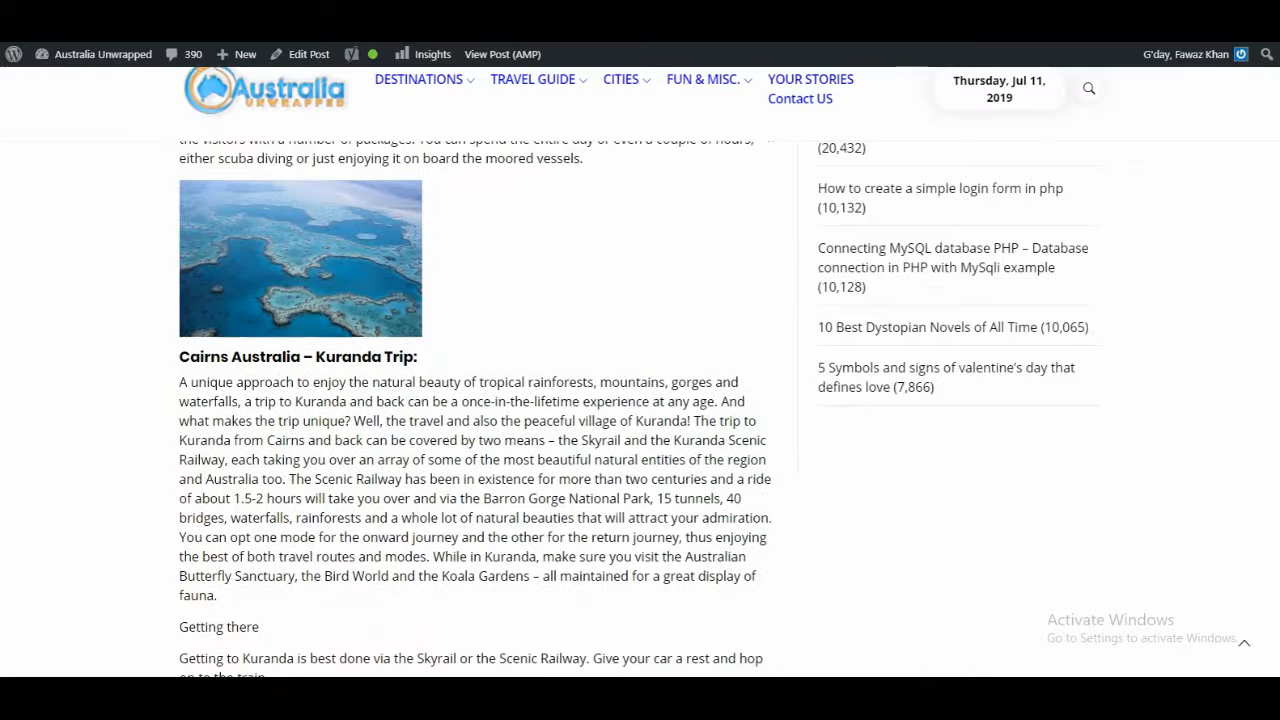 Australia Unwrapped 390 New Edit Post Insights View Post (AMP) G'day, Fawaz Khan
Australia
UNWRAPPED
DESTINATIONS TRAVEL GUIDE CITIES FUN & MISC. YOUR STORIES
Contact US
Thursday, Jul 11,
2019
the visitors with a number of packages. You can spend the entire day or even a couple of hours,
either scuba diving or just enjoying it on board the moored vessels.
Cairns Australia – Kuranda Trip:
A unique approach to enjoy the natural beauty of tropical rainforests, mountains, gorges and
waterfalls, a trip to Kuranda and back can be a once-in-the-lifetime experience at any age. And
what makes the trip unique? Well, the travel and also the peaceful village of Kuranda! The trip to
Kuranda from Cairns and back can be covered by two means – the Skyrail and the Kuranda Scenic
Railway, each taking you over an array of some of the most beautiful natural entities of the region
and Australia too. The Scenic Railway has been in existence for more than two centuries and a ride
of about 1.5-2 hours will take you over and via the Barron Gorge National Park, 15 tunnels, 40
bridges, waterfalls, rainforests and a whole lot of natural beauties that will attract your admiration.
You can opt one mode for the onward journey and the other for the return journey, thus enjoying
the best of both travel routes and modes. While in Kuranda, make sure you visit the Australian
Butterfly Sanctuary, the Bird World and the Koala Gardens – all maintained for a great display of
fauna.
Getting there
Getting to Kuranda is best done via the Skyrail or the Scenic Railway. Give your car a rest and hop
on to the train.
(20,432)
How to create a simple login form in php
(10,132)
Connecting MySQL database PHP – Database
connection in PHP with MySqli example
(10,128)
10 Best Dystopian Novels of All Time (10,065)
5 Symbols and signs of valentine's day that
defines love (7,866)
Activate Windows
Go to Settings to activate Windows.